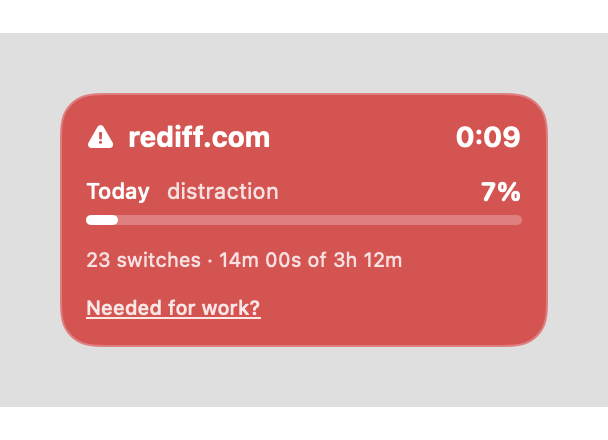 rediff.com 0:09
Today distraction 7%
23 switches · 14m 00s of 3h 12m
Needed for work?